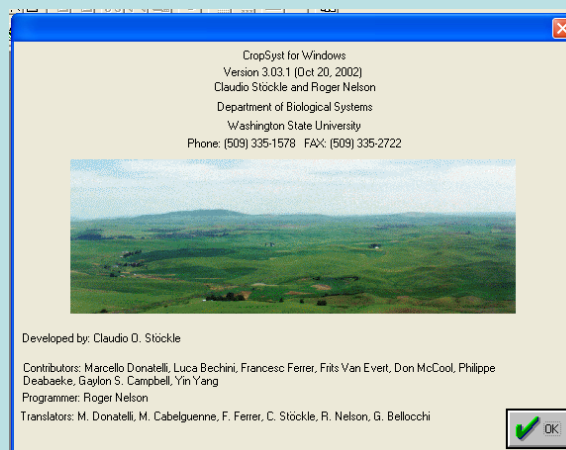 CropSyst for Windows
Version 3.03.1 (Oct 20, 2002)
Claudio Stöckle and Roger Nelson
Department of Biological Systems
Washington State University
Phone: (509) 335-1578 FAX: (509) 335-2722
Developed by: Claudio O. Stöckle
Contributors: Marcello Donatelli, Luca Bechini, Francesc Ferrer, Frits Van Evert, Don McCool, Philippe
Deabaeke, Gaylon S. Campbell, Yin Yang
Programmer: Roger Nelson
Translators: M. Donatelli, M. Cabelguenne, F. Ferrer, C. Stöckle, R. Nelson, G. Bellocchi
OK